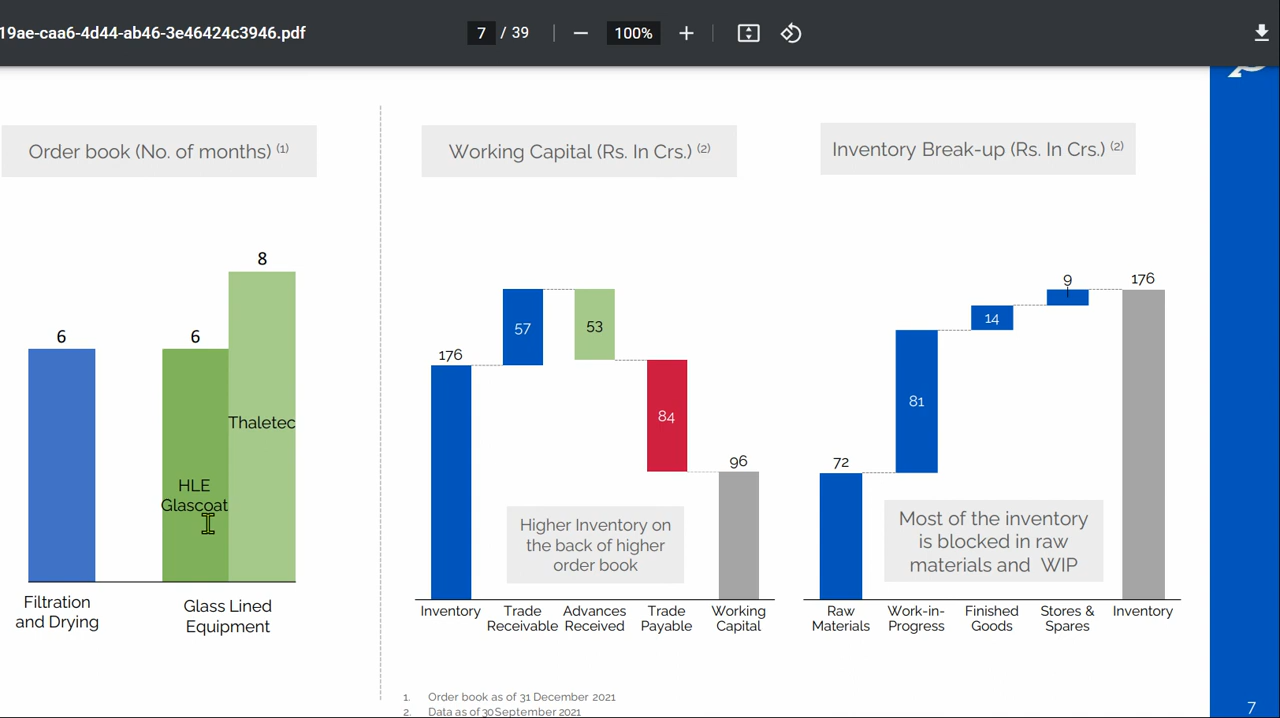 19ae-caa6-4d44-ab46-3e46424c3946.pdf
7 / 39
100%
Order book (No. of months) (1)
8
6
6
Thaletec
HLE
Glascoat
Filtration
and Drying
Glass Lined
Equipment
Working Capital (Rs. In Crs.) (2)
176
57
53
84
96
Higher Inventory on
the back of higher
order book
Inventory
Trade
Receivable
Advances
Received
Trade
Payable
Working
Capital
Inventory Break-up (Rs. In Crs.) (2)
72
81
14
9
176
Most of the inventory
is blocked in raw
materials and WIP
Raw
Materials
Work-in-
Progress
Finished
Goods
Stores &
Spares
Inventory
1. Order book as of 31 December 2021
2. Data as of 30September 2021
7